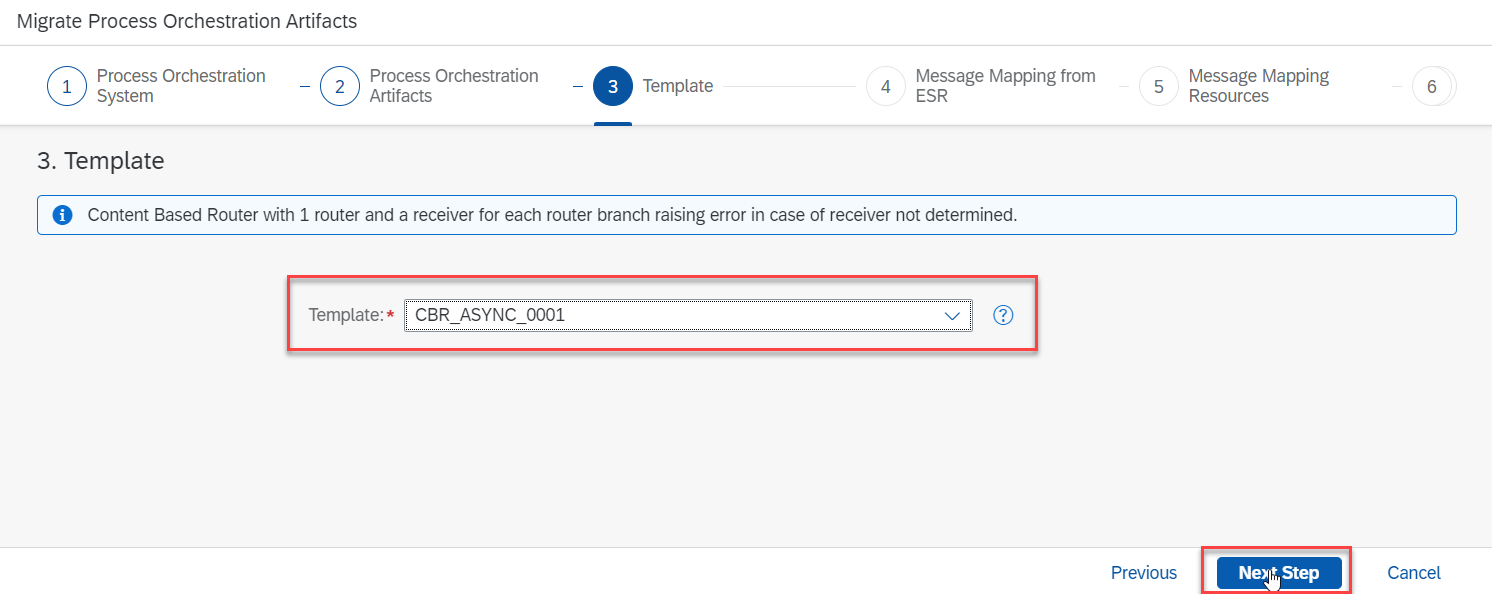 Migrate Process Orchestration Artifacts
1 Process Orchestration System
2 Process Orchestration Artifacts
3 Template
4 Message Mapping from ESR
5 Message Mapping Resources
6
3. Template
i Content Based Router with 1 router and a receiver for each router branch raising error in case of receiver not determined.
Template:* CBR_ASYNC_0001 ?
Previous Next Step Cancel